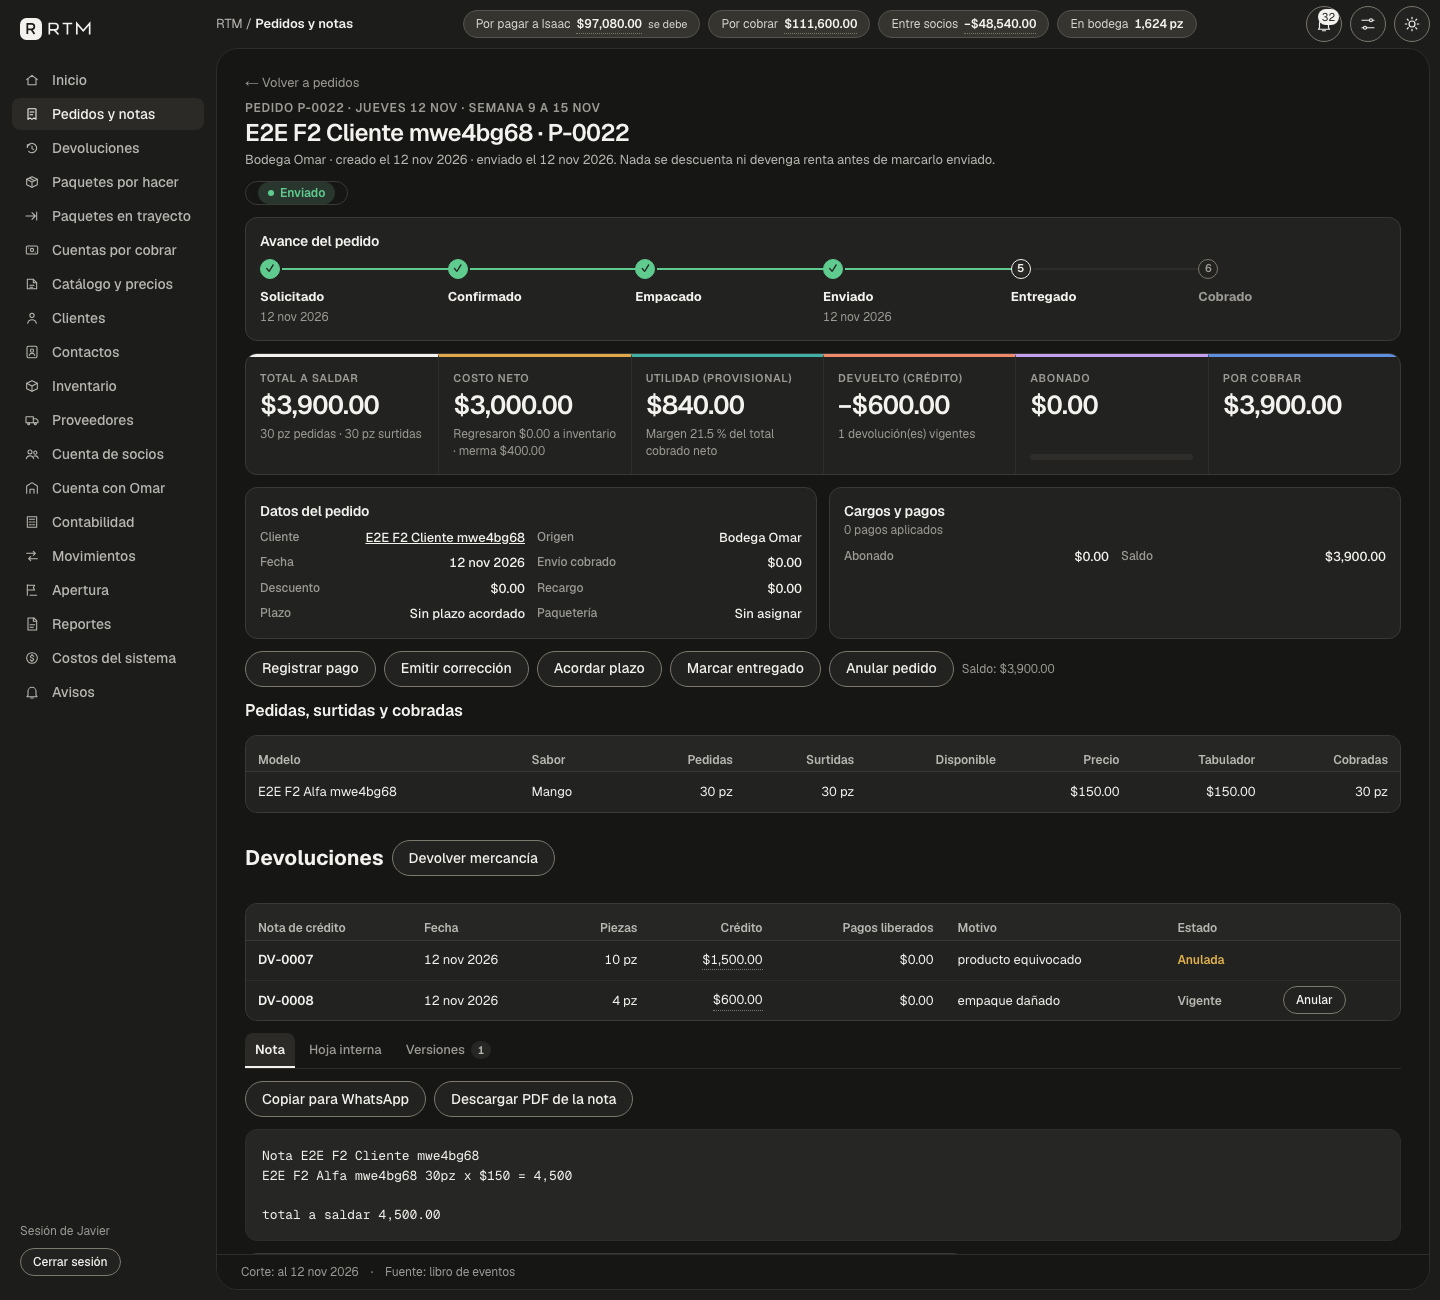 R RTM
Inicio
Pedidos y notas
Devoluciones
Paquetes por hacer
Paquetes en trayecto
Cuentas por cobrar
Catálogo y precios
Clientes
Contactos
Inventario
Proveedores
Cuenta de socios
Cuenta con Omar
Contabilidad
Movimientos
Apertura
Reportes
Costos del sistema
Avisos
Sesión de Javier
Cerrar sesión
RTM / Pedidos y notas
Por pagar a Isaac $97,080.00 se debe
Por cobrar $111,600.00
Entre socios −$48,540.00
En bodega 1,624 pz
32
← Volver a pedidos
PEDIDO P-0022 · JUEVES 12 NOV · SEMANA 9 A 15 NOV
E2E F2 Cliente mwe4bg68 · P-0022
Bodega Omar · creado el 12 nov 2026 · enviado el 12 nov 2026. Nada se descuenta ni devenga renta antes de marcarlo enviado.
Enviado
Avance del pedido
5 6
Solicitado Confirmado Empacado Enviado Entregado Cobrado
12 nov 2026 12 nov 2026
TOTAL A SALDAR
$3,900.00
30 pz pedidas · 30 pz surtidas
COSTO NETO
$3,000.00
Regresaron $0.00 a inventario
· merma $400.00
UTILIDAD (PROVISIONAL)
$840.00
Margen 21.5 % del total
cobrado neto
DEVUELTO (CRÉDITO)
−$600.00
1 devolución(es) vigentes
ABONADO
$0.00
POR COBRAR
$3,900.00
Datos del pedido
Cliente E2E F2 Cliente mwe4bg68 Origen Bodega Omar
Fecha 12 nov 2026 Envío cobrado $0.00
Descuento $0.00 Recargo $0.00
Plazo Sin plazo acordado Paquetería Sin asignar
Cargos y pagos
0 pagos aplicados
Abonado $0.00 Saldo $3,900.00
Registrar pago Emitir corrección Acordar plazo Marcar entregado Anular pedido Saldo: $3,900.00
Pedidas, surtidas y cobradas
Modelo Sabor Pedidas Surtidas Disponible Precio Tabulador Cobradas
E2E F2 Alfa mwe4bg68 Mango 30 pz 30 pz $150.00 $150.00 30 pz
Devoluciones Devolver mercancía
Nota de crédito Fecha Piezas Crédito Pagos liberados Motivo Estado
DV-0007 12 nov 2026 10 pz $1,500.00 $0.00 producto equivocado Anulada
DV-0008 12 nov 2026 4 pz $600.00 $0.00 empaque dañado Vigente Anular
Nota Hoja interna Versiones 1
Copiar para WhatsApp Descargar PDF de la nota
Nota E2E F2 Cliente mwe4bg68
E2E F2 Alfa mwe4bg68 30pz x $150 = 4,500
total a saldar 4,500.00
Corte: al 12 nov 2026 · Fuente: libro de eventos